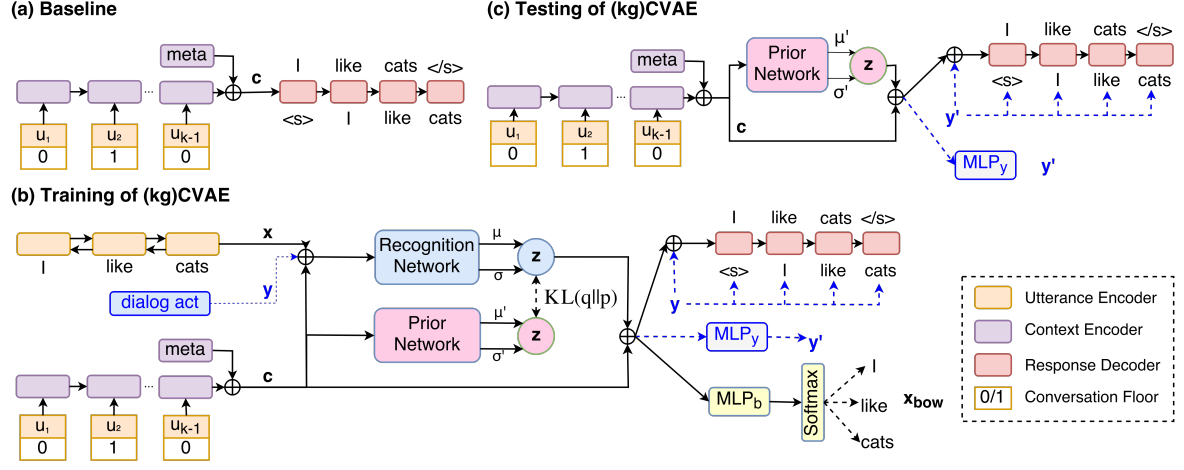 (a) Baseline
meta
c
I like cats </s>
<s> I like cats
...
u1 u2 uk-1
0 1 0
(c) Testing of (kg)CVAE
meta
Prior Network
μ'
σ'
z
I like cats </s>
<s> I like cats
...
u1 u2 uk-1
0 1 0
c
y'
MLPy y'
(b) Training of (kg)CVAE
I like cats
x
y
dialog act
Recognition Network
μ
σ
z
KL(q||p)
Prior Network
μ'
σ'
z
meta
c
...
u1 u2 uk-1
0 1 0
I like cats </s>
<s> I like cats
y
MLPy y'
MLPb
Softmax
I
like
cats
xbow
Utterance Encoder
Context Encoder
Response Decoder
0/1 Conversation Floor